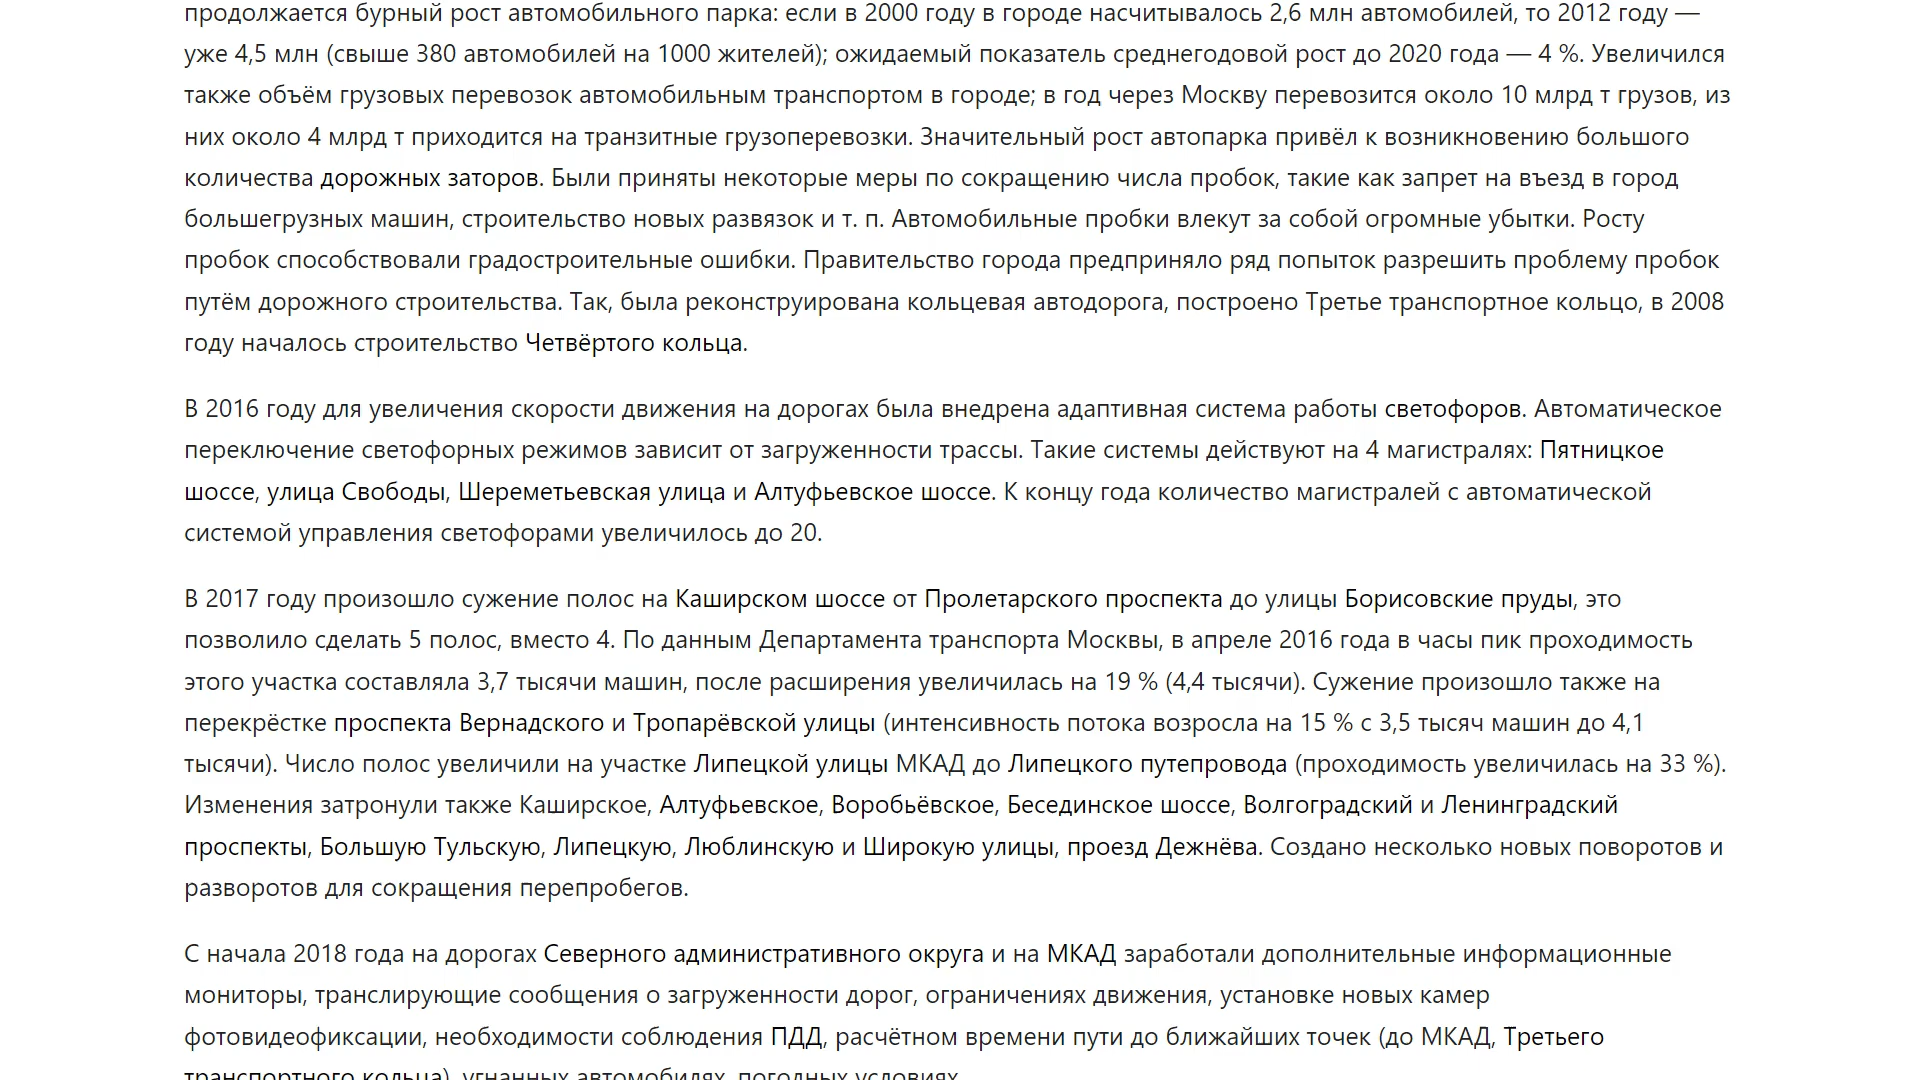 продолжается бурный рост автомобильного парка: если в 2000 году в городе насчитывалось 2,6 млн автомобилей, то 2012 году —
уже 4,5 млн (свыше 380 автомобилей на 1000 жителей); ожидаемый показатель среднегодовой рост до 2020 года — 4 %. Увеличился
также объём грузовых перевозок автомобильным транспортом в городе; в год через Москву перевозится около 10 млрд т грузов, из
них около 4 млрд т приходится на транзитные грузоперевозки. Значительный рост автопарка привёл к возникновению большого
количества дорожных заторов. Были приняты некоторые меры по сокращению числа пробок, такие как запрет на въезд в город
большегрузных машин, строительство новых развязок и т. п. Автомобильные пробки влекут за собой огромные убытки. Росту
пробок способствовали градостроительные ошибки. Правительство города предприняло ряд попыток разрешить проблему пробок
путём дорожного строительства. Так, была реконструирована кольцевая автодорога, построено Третье транспортное кольцо, в 2008
году началось строительство Четвёртого кольца.
В 2016 году для увеличения скорости движения на дорогах была внедрена адаптивная система работы светофоров. Автоматическое
переключение светофорных режимов зависит от загруженности трассы. Такие системы действуют на 4 магистралях: Пятницкое
шоссе, улица Свободы, Шереметьевская улица и Алтуфьевское шоссе. К концу года количество магистралей с автоматической
системой управления светофорами увеличилось до 20.
В 2017 году произошло сужение полос на Каширском шоссе от Пролетарского проспекта до улицы Борисовские пруды, это
позволило сделать 5 полос, вместо 4. По данным Департамента транспорта Москвы, в апреле 2016 года в часы пик проходимость
этого участка составляла 3,7 тысячи машин, после расширения увеличилась на 19 % (4,4 тысячи). Сужение произошло также на
перекрёстке проспекта Вернадского и Тропарёвской улицы (интенсивность потока возросла на 15 % с 3,5 тысяч машин до 4,1
тысячи). Число полос увеличили на участке Липецкой улицы МКАД до Липецкого путепровода (проходимость увеличилась на 33 %).
Изменения затронули также Каширское, Алтуфьевское, Воробьёвское, Бесединское шоссе, Волгоградский и Ленинградский
проспекты, Большую Тульскую, Липецкую, Люблинскую и Широкую улицы, проезд Дежнёва. Создано несколько новых поворотов и
разворотов для сокращения перепробегов.
С начала 2018 года на дорогах Северного административного округа и на МКАД заработали дополнительные информационные
мониторы, транслирующие сообщения о загруженности дорог, ограничениях движения, установке новых камер
фотовидеофиксации, необходимости соблюдения ПДД, расчётном времени пути до ближайших точек (до МКАД, Третьего
транспортного кольца), угнанных автомобилях, погодных условиях.